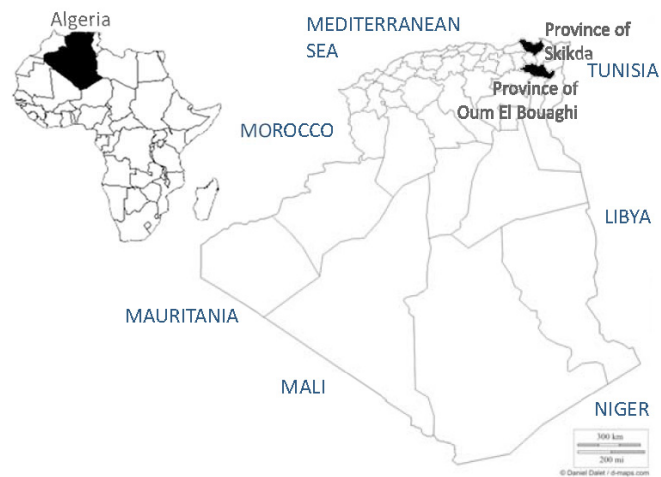 Algeria
MEDITERRANEAN
SEA
Province of
Skikda
TUNISIA
Province of
Oum El Bouaghi
MOROCCO
LIBYA
MAURITANIA
MALI
NIGER
300 km
200 mi
© Daniel Dalet / d-maps.com